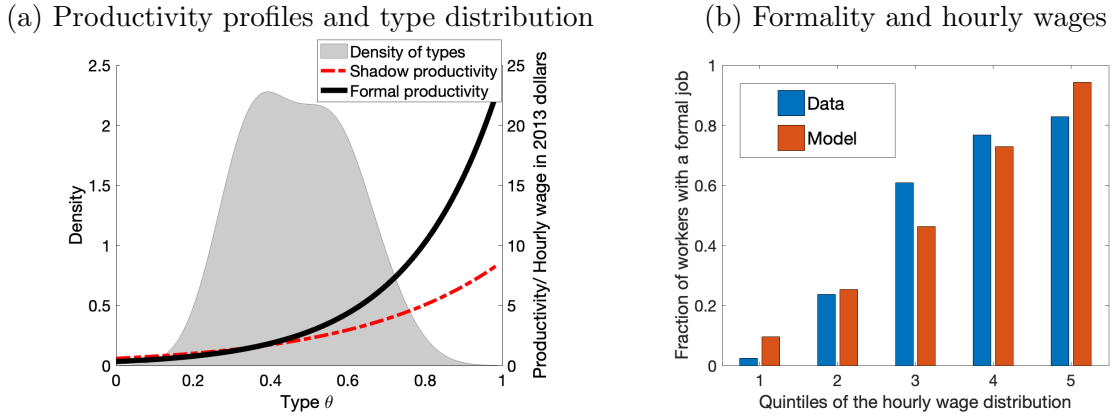 (a) Productivity profiles and type distribution
Density of types
Shadow productivity
Formal productivity
2.5
2
1.5
1
0.5
0
Density
25
20
15
10
5
0
Productivity/ Hourly wage in 2013 dollars
0
0.2
0.4
0.6
0.8
1
Type θ
(b) Formality and hourly wages
Data
Model
1
0.8
0.6
0.4
0.2
0
Fraction of workers with a formal job
1
2
3
4
5
Quintiles of the hourly wage distribution